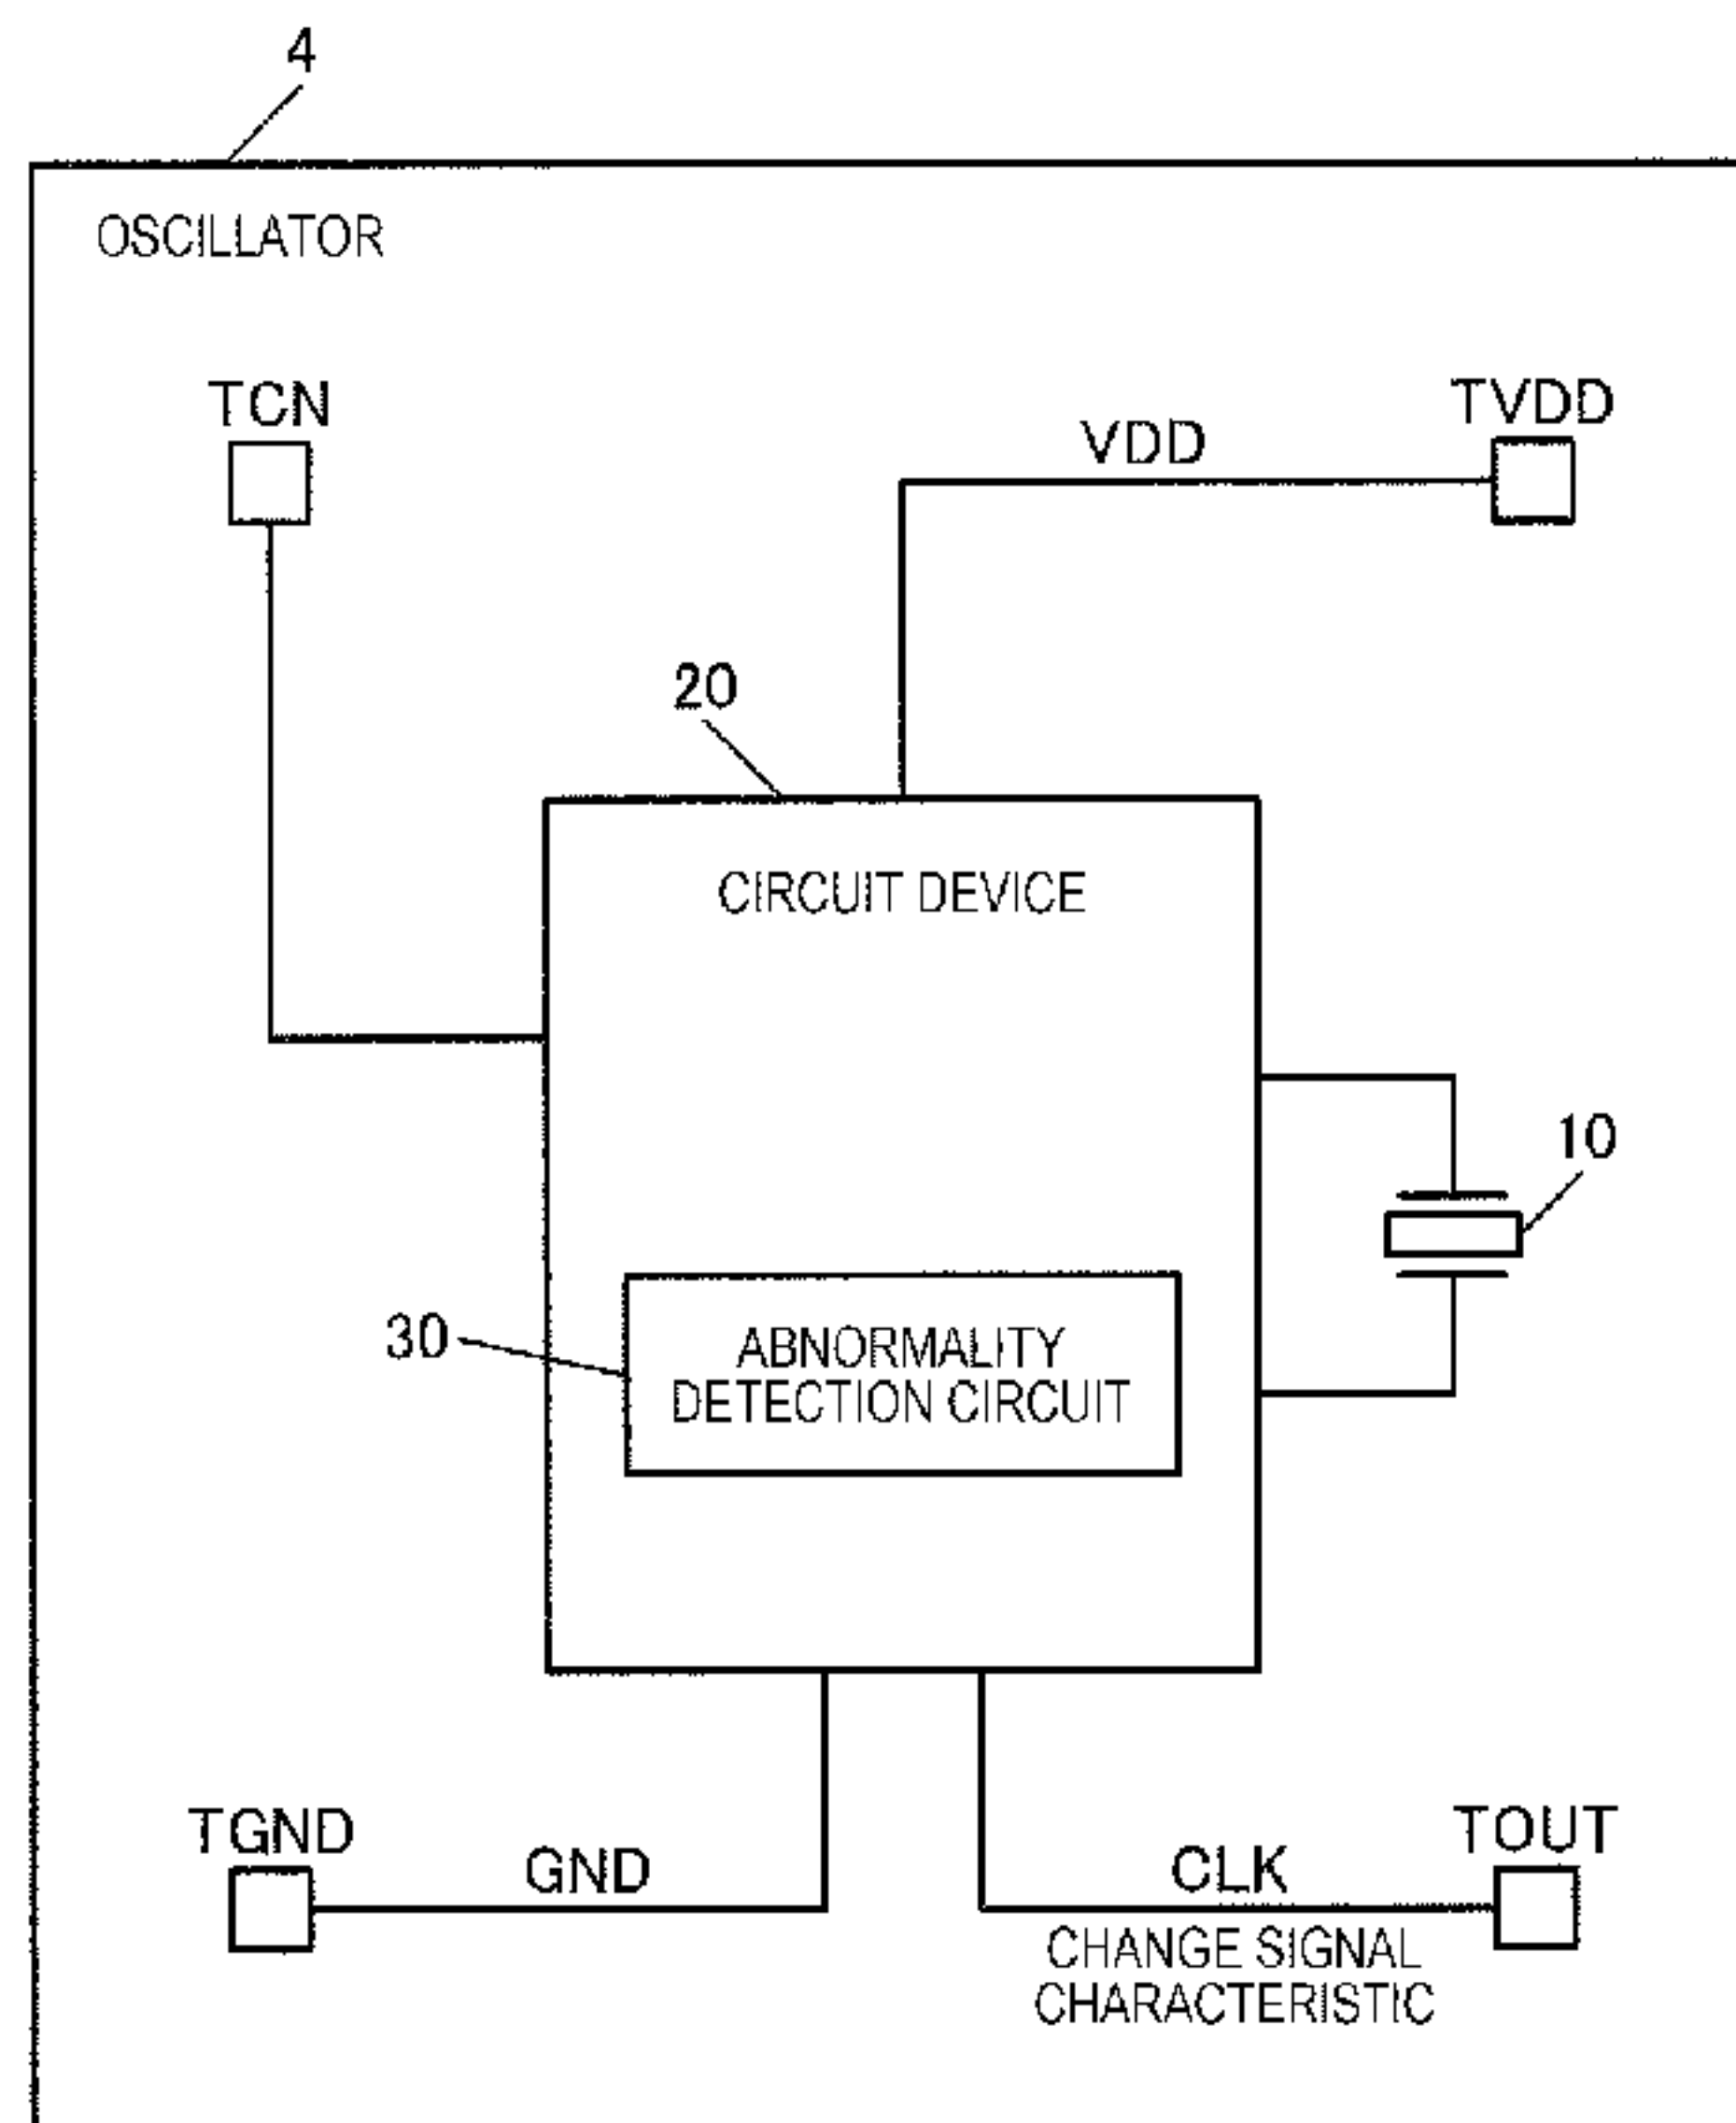 4
OSCILLATOR
TCN
TVDD
VDD
20
CIRCUIT DEVICE
10
30
ABNORMALITY
DETECTION CIRCUIT
TGND
GND
CLK
TOUT
CHANGE SIGNAL
CHARACTERISTIC